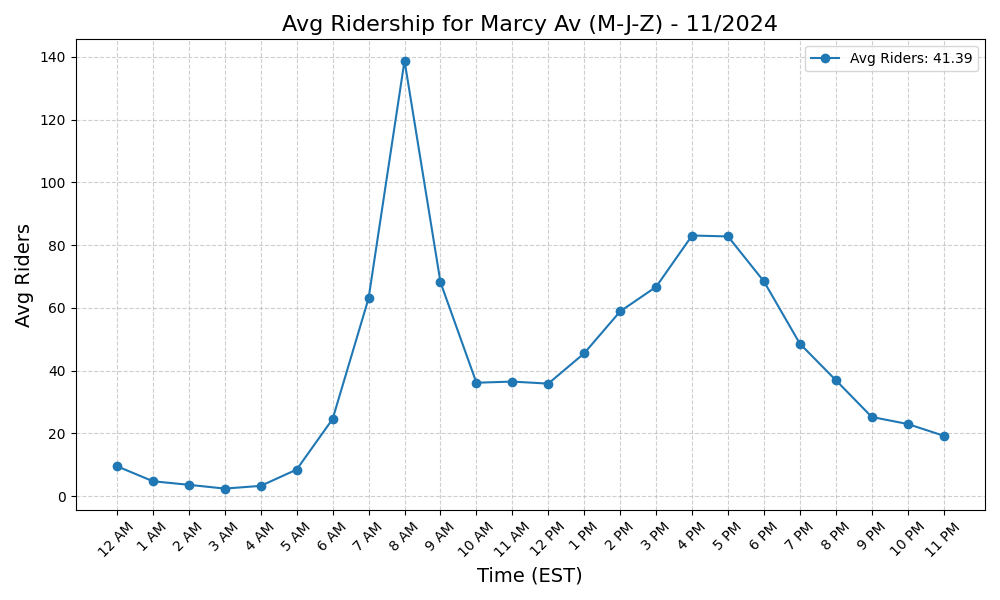 Avg Ridership for Marcy Av (M-J-Z) - 11/2024
Avg Riders: 41.39
Avg Riders
140
120
100
80
60
40
20
0
12 AM
1 AM
2 AM
3 AM
4 AM
5 AM
6 AM
7 AM
8 AM
9 AM
10 AM
11 AM
12 PM
1 PM
2 PM
3 PM
4 PM
5 PM
6 PM
7 PM
8 PM
9 PM
10 PM
11 PM
Time (EST)